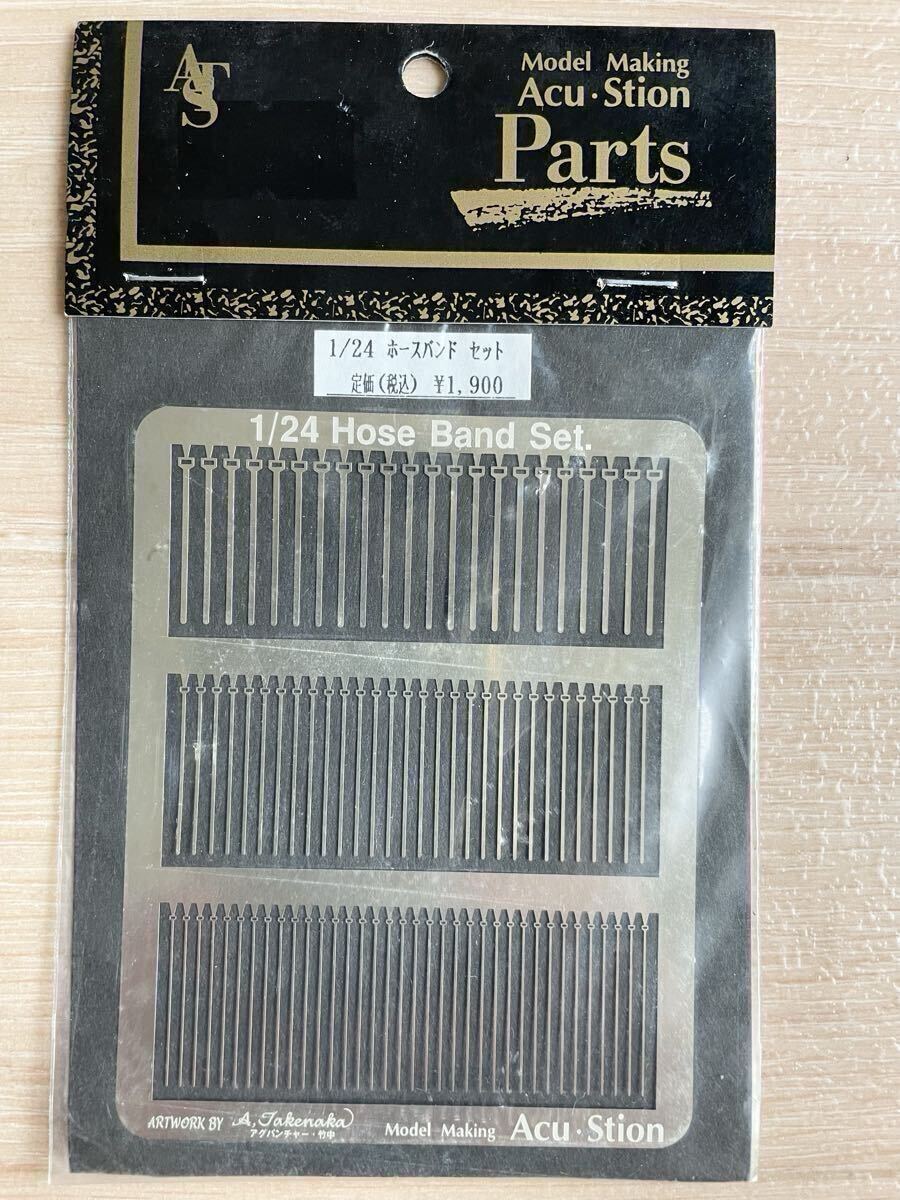 ATS
Model Making
Acu·Stion
Parts
1/24 ホースバンド セット
定価(税込) ¥1,900
1/24 Hose Band Set.
ARTWORK BY A, Takenaka
アグバンチャー・竹中
Model Making Acu·Stion